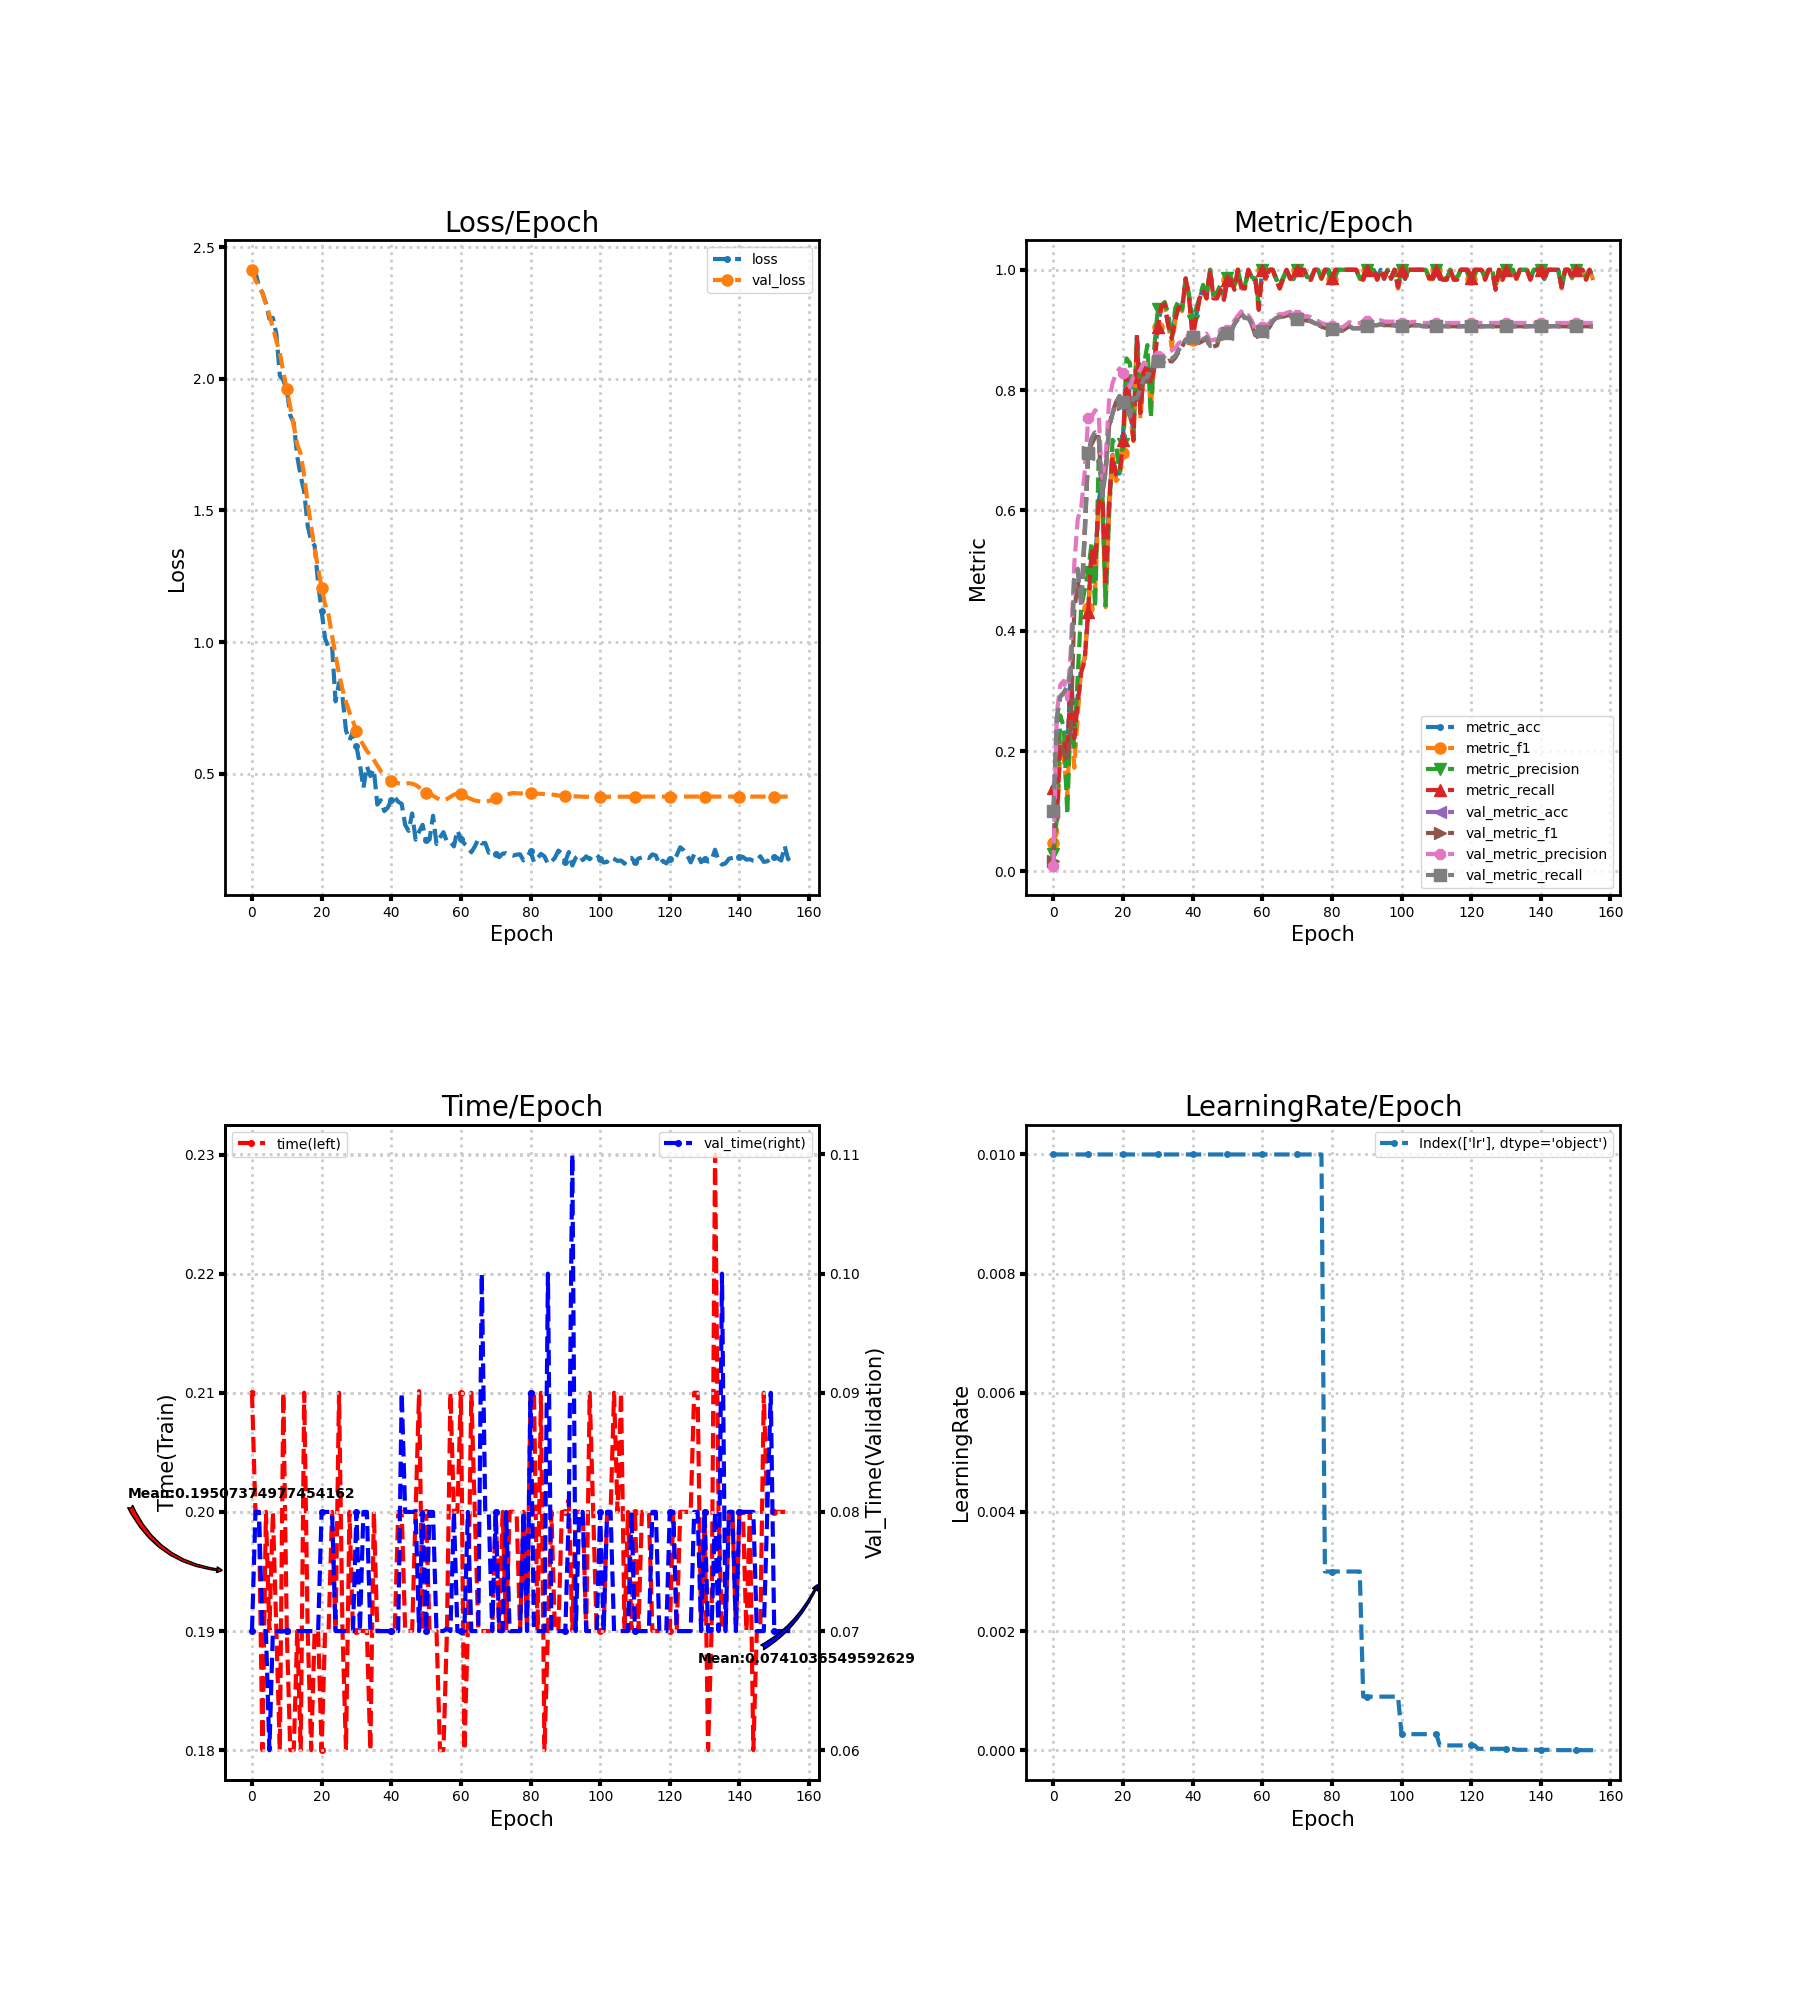 Loss/Epoch
2.5
2.0
1.5
1.0
0.5
Loss
loss
val_loss
0 20 40 60 80 100 120 140 160
Epoch
Metric/Epoch
1.0
0.8
0.6
0.4
0.2
0.0
Metric
metric_acc
metric_f1
metric_precision
metric_recall
val_metric_acc
val_metric_f1
val_metric_precision
val_metric_recall
0 20 40 60 80 100 120 140 160
Epoch
Time/Epoch
time(left)
val_time(right)
0.23
0.22
0.21
0.20
0.19
0.18
Time(Train)
Mean:0.19507374977454162
0.11
0.10
0.09
0.08
0.07
0.06
Val_Time(Validation)
Mean:0.0741036549592629
0 20 40 60 80 100 120 140 160
Epoch
LearningRate/Epoch
Index(['lr'], dtype='object')
0.010
0.008
0.006
0.004
0.002
0.000
LearningRate
0 20 40 60 80 100 120 140 160
Epoch